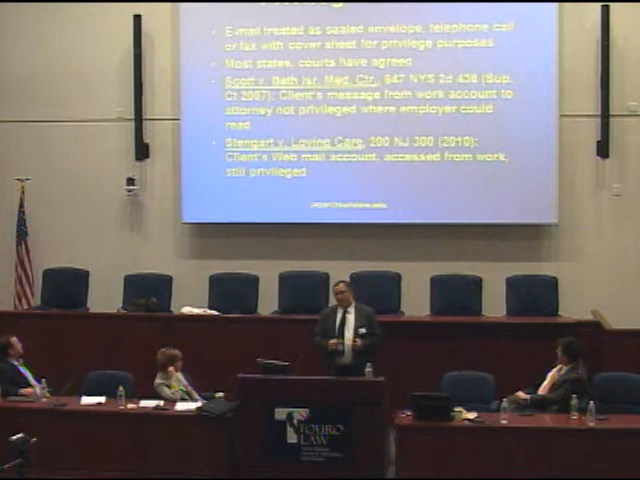 E-mail treated as sealed envelope, telephone call
or fax with cover sheet for privilege purposes
Most states, courts have agreed
Scott v. Beth Isr. Med. Ctr., 847 NYS 2d 436 (Sup.
Ct 2007): Client's message from work account to
attorney not privileged where employer could
read
Stengart v. Loving Care, 200 NJ 300 (2010):
Client's Web mail account, accessed from work,
still privileged
TOURO
LAW